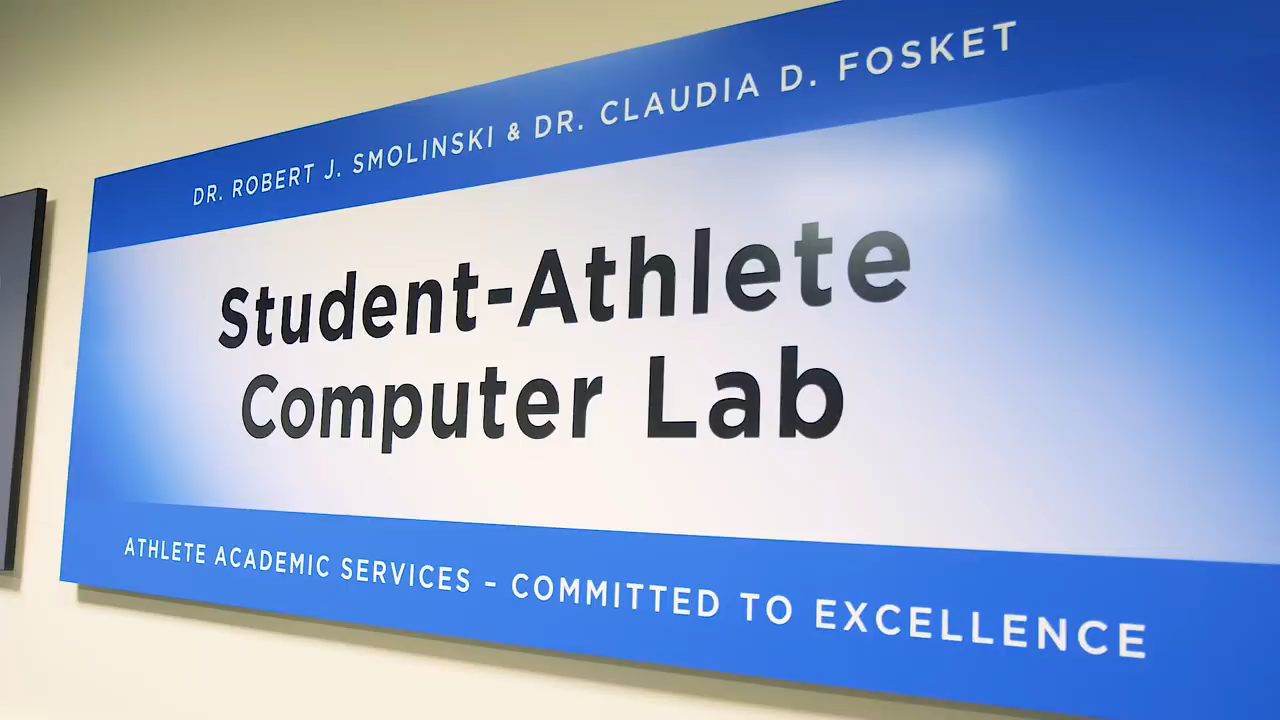 DR. ROBERT J. SMOLINSKI & DR. CLAUDIA D. FOSKET
Student-Athlete
Computer Lab
ATHLETE ACADEMIC SERVICES – COMMITTED TO EXCELLENCE